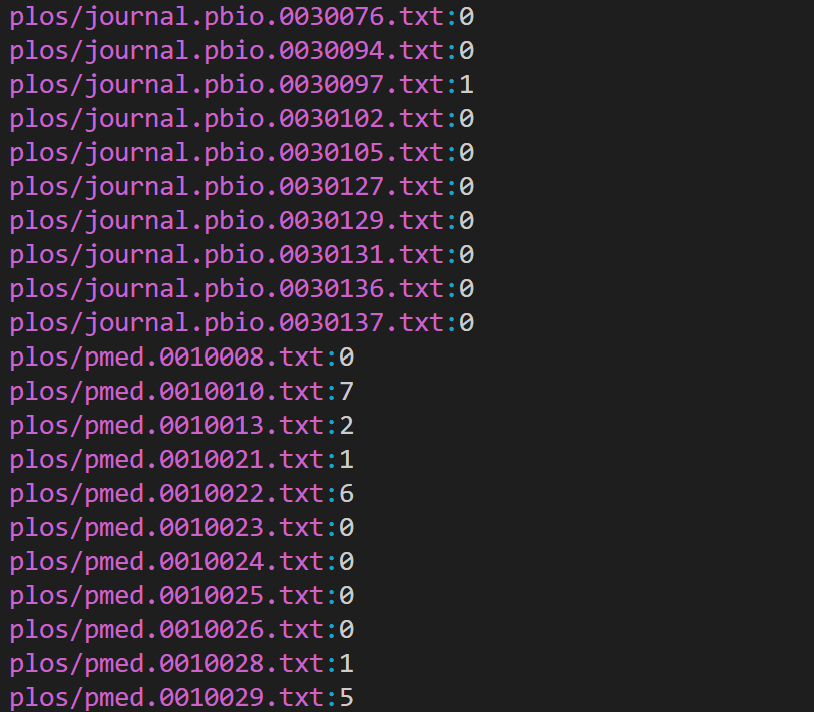 plos/journal.pbio.0030076.txt:0
plos/journal.pbio.0030094.txt:0
plos/journal.pbio.0030097.txt:1
plos/journal.pbio.0030102.txt:0
plos/journal.pbio.0030105.txt:0
plos/journal.pbio.0030127.txt:0
plos/journal.pbio.0030129.txt:0
plos/journal.pbio.0030131.txt:0
plos/journal.pbio.0030136.txt:0
plos/journal.pbio.0030137.txt:0
plos/pmed.0010008.txt:0
plos/pmed.0010010.txt:7
plos/pmed.0010013.txt:2
plos/pmed.0010021.txt:1
plos/pmed.0010022.txt:6
plos/pmed.0010023.txt:0
plos/pmed.0010024.txt:0
plos/pmed.0010025.txt:0
plos/pmed.0010026.txt:0
plos/pmed.0010028.txt:1
plos/pmed.0010029.txt:5